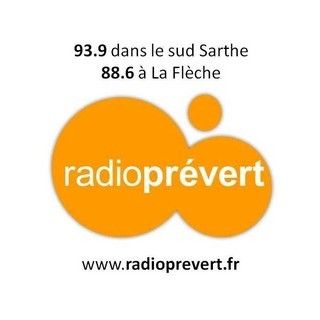 93.9 dans le sud Sarthe
88.6 à La Flèche
radioprévert
www.radioprevert.fr